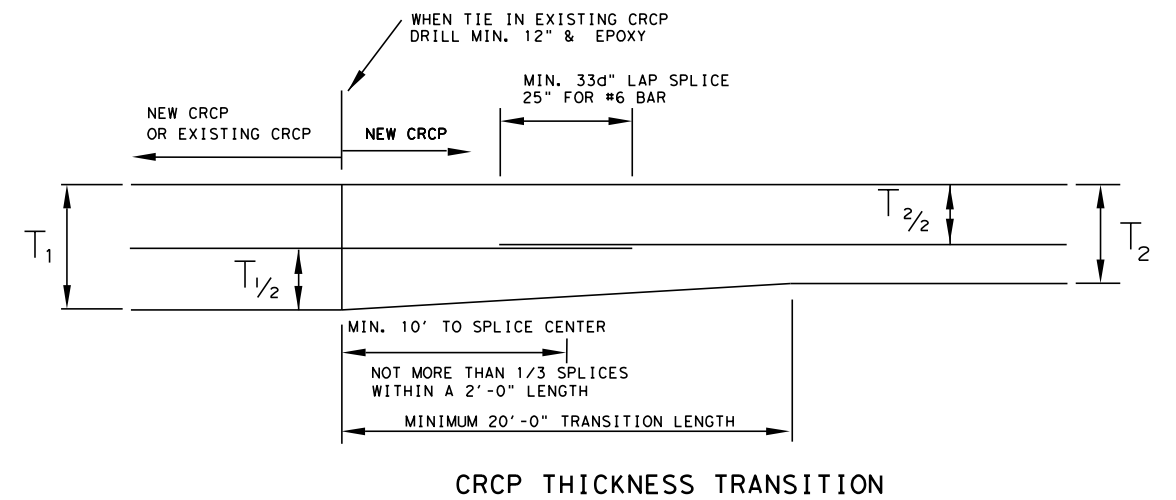 WHEN TIE IN EXISTING CRCP
DRILL MIN. 12" & EPOXY
MIN. 33d" LAP SPLICE
25" FOR #6 BAR
NEW CRCP
OR EXISTING CRCP
NEW CRCP
T1
T1/2
T2/2
T2
MIN. 10' TO SPLICE CENTER
NOT MORE THAN 1/3 SPLICES
WITHIN A 2'-0" LENGTH
MINIMUM 20'-0" TRANSITION LENGTH
CRCP THICKNESS TRANSITION